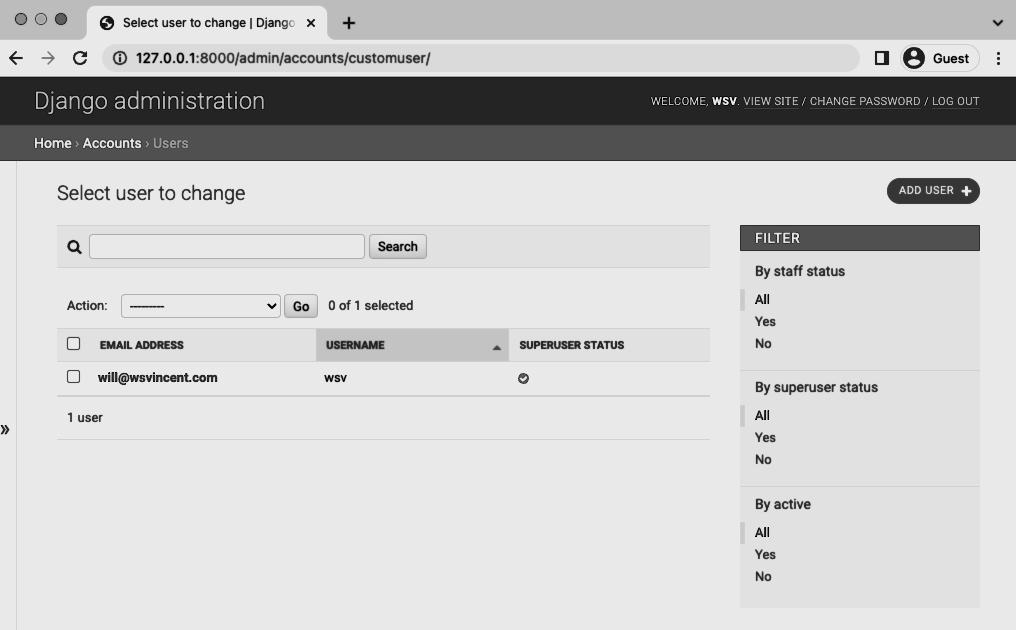 Select user to change | Django
127.0.0.1:8000/admin/accounts/customuser/
Guest
Django administration
WELCOME, WSV. VIEW SITE / CHANGE PASSWORD / LOG OUT
Home › Accounts › Users
Select user to change
ADD USER +
Search
Action: --------- Go 0 of 1 selected
EMAIL ADDRESS USERNAME SUPERUSER STATUS
will@wsvincent.com wsv
1 user
»
FILTER
By staff status
All
Yes
No
By superuser status
All
Yes
No
By active
All
Yes
No